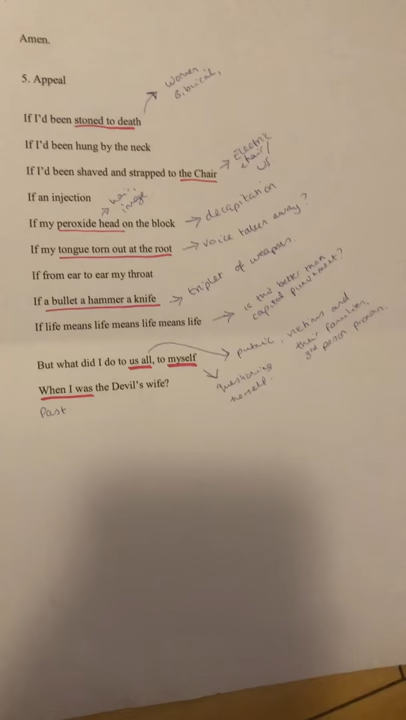 Amen.
5. Appeal
women
biblical,
If I'd been stoned to death
If I'd been hung by the neck
If I'd been shaved and strapped to the Chair
Electric
chair/
US
If an injection
image
If my peroxide head on the block
decapitation
If my tongue torn out at the root
voice taken away?
If from ear to ear my throat
If a bullet a hammer a knife
triplet of weapons.
If life means life means life means life
is this better than
capital punishment?
But what did I do to us all, to myself
public, victims and
their families,
questioning
herself.
When I was the Devil's wife?
Past